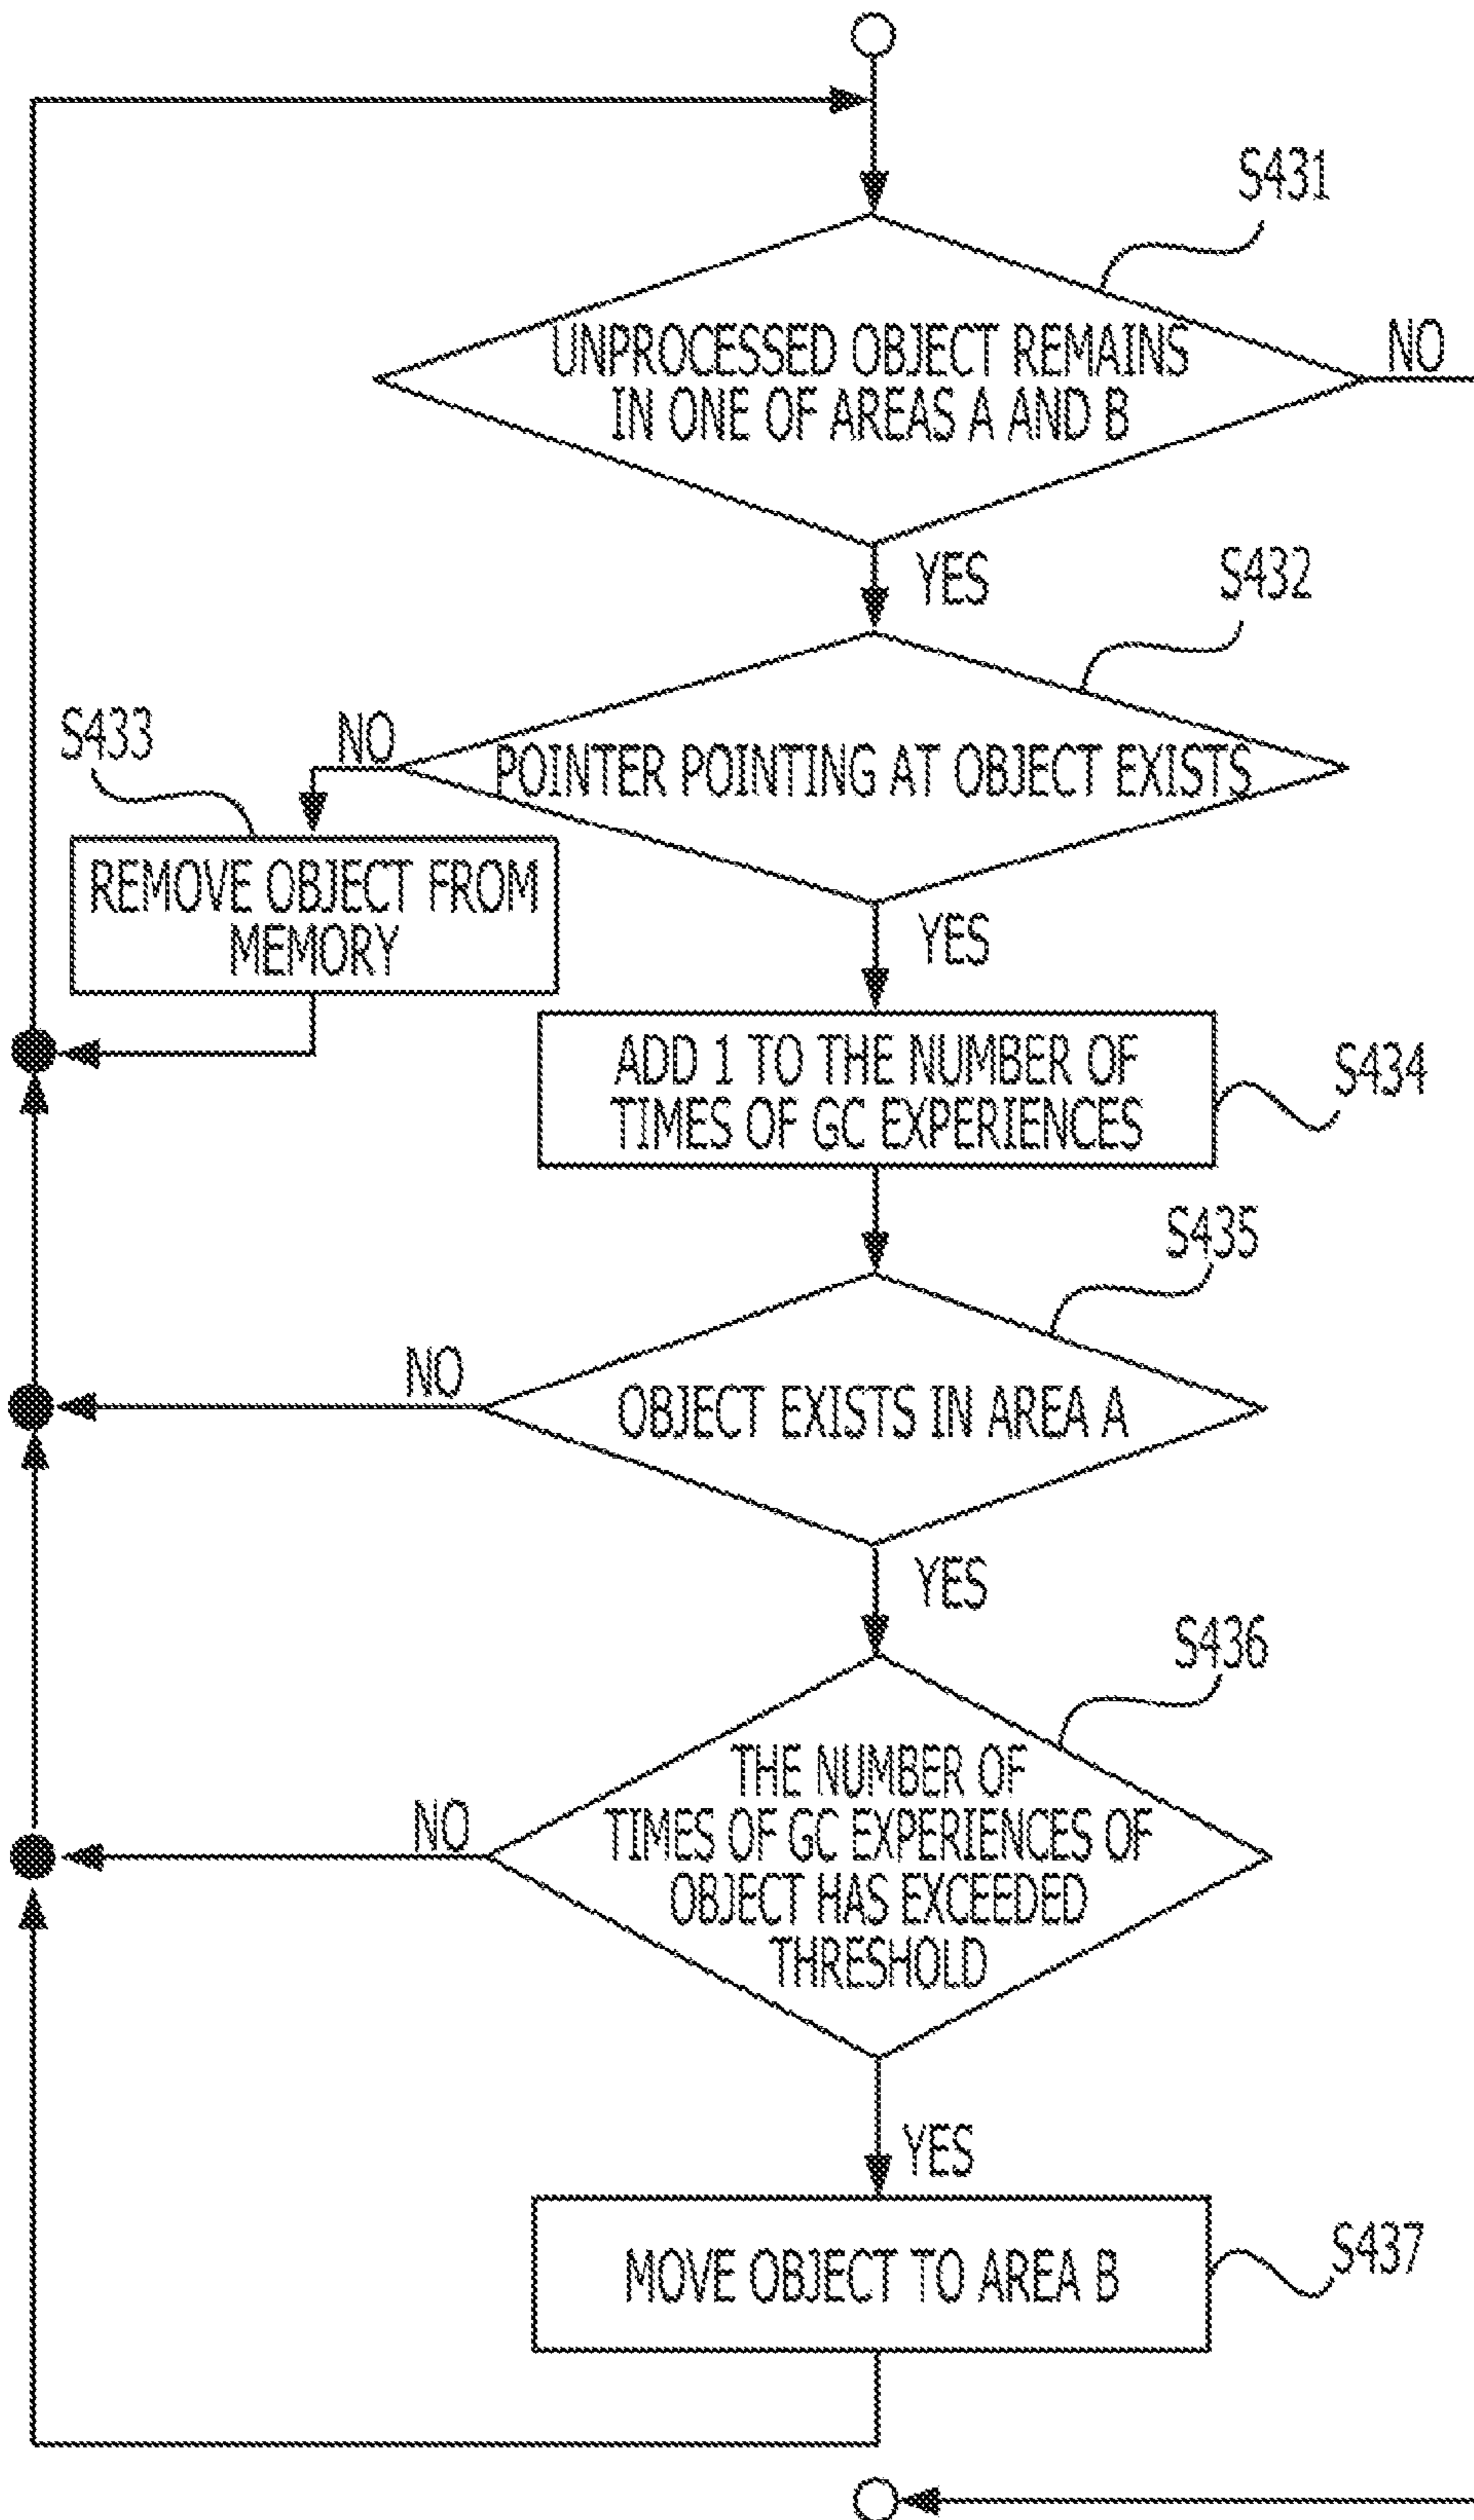 S431
UNPROCESSED OBJECT REMAINS
IN ONE OF AREAS A AND B
NO
YES
S432
POINTER POINTING AT OBJECT EXISTS
NO
S433
REMOVE OBJECT FROM
MEMORY
YES
ADD 1 TO THE NUMBER OF
TIMES OF GC EXPERIENCES
S434
S435
OBJECT EXISTS IN AREA A
NO
YES
S436
THE NUMBER OF
TIMES OF GC EXPERIENCES OF
OBJECT HAS EXCEEDED
THRESHOLD
NO
YES
MOVE OBJECT TO AREA B
S437